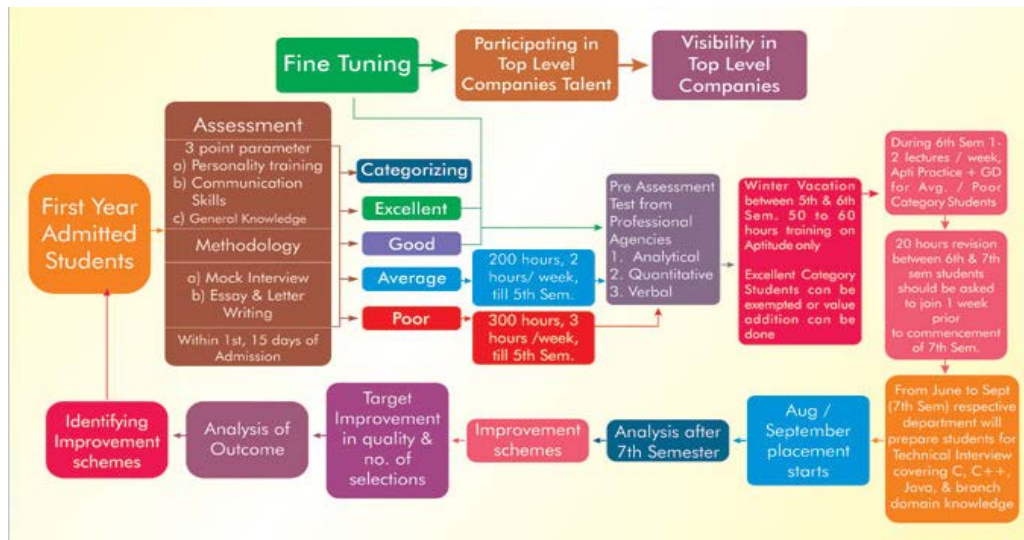 Fine Tuning
Participating in
Top Level
Companies Talent
Visibility in
Top Level
Companies
First Year
Admitted
Students
Assessment
3 point parameter
a) Personality training
b) Communication
Skills
c) General Knowledge
Methodology
a) Mock Interview
b) Essay & Letter
Writing
Within 1st, 15 days of
Admission
Categorizing
Excellent
Good
Average
Poor
200 hours, 2
hours/ week,
till 5th Sem.
300 hours, 3
hours /week,
till 5th Sem.
Pre Assessment
Test from
Professional
Agencies
1. Analytical
2. Quantitative
3. Verbal
Winter Vacation
between 5th & 6th
Sem. 50 to 60
hours training on
Aptitude only
Excellent Category
Students can be
exempted or value
addition can be
done
During 6th Sem 1-
2 lectures / week,
Apti Practice + GD
for Avg. / Poor
Category Students
20 hours revision
between 6th & 7th
sem students
should be asked
to join 1 week
prior
to commencement
of 7th Sem.
From June to Sept
(7th Sem) respective
department will
prepare students for
Technical Interview
covering C, C++,
Java, & branch
domain knowledge
Aug /
September
placement
starts
Analysis after
7th Semester
Improvement
schemes
Target
Improvement
in quality &
no. of
selections
Analysis of
Outcome
Identifying
Improvement
schemes